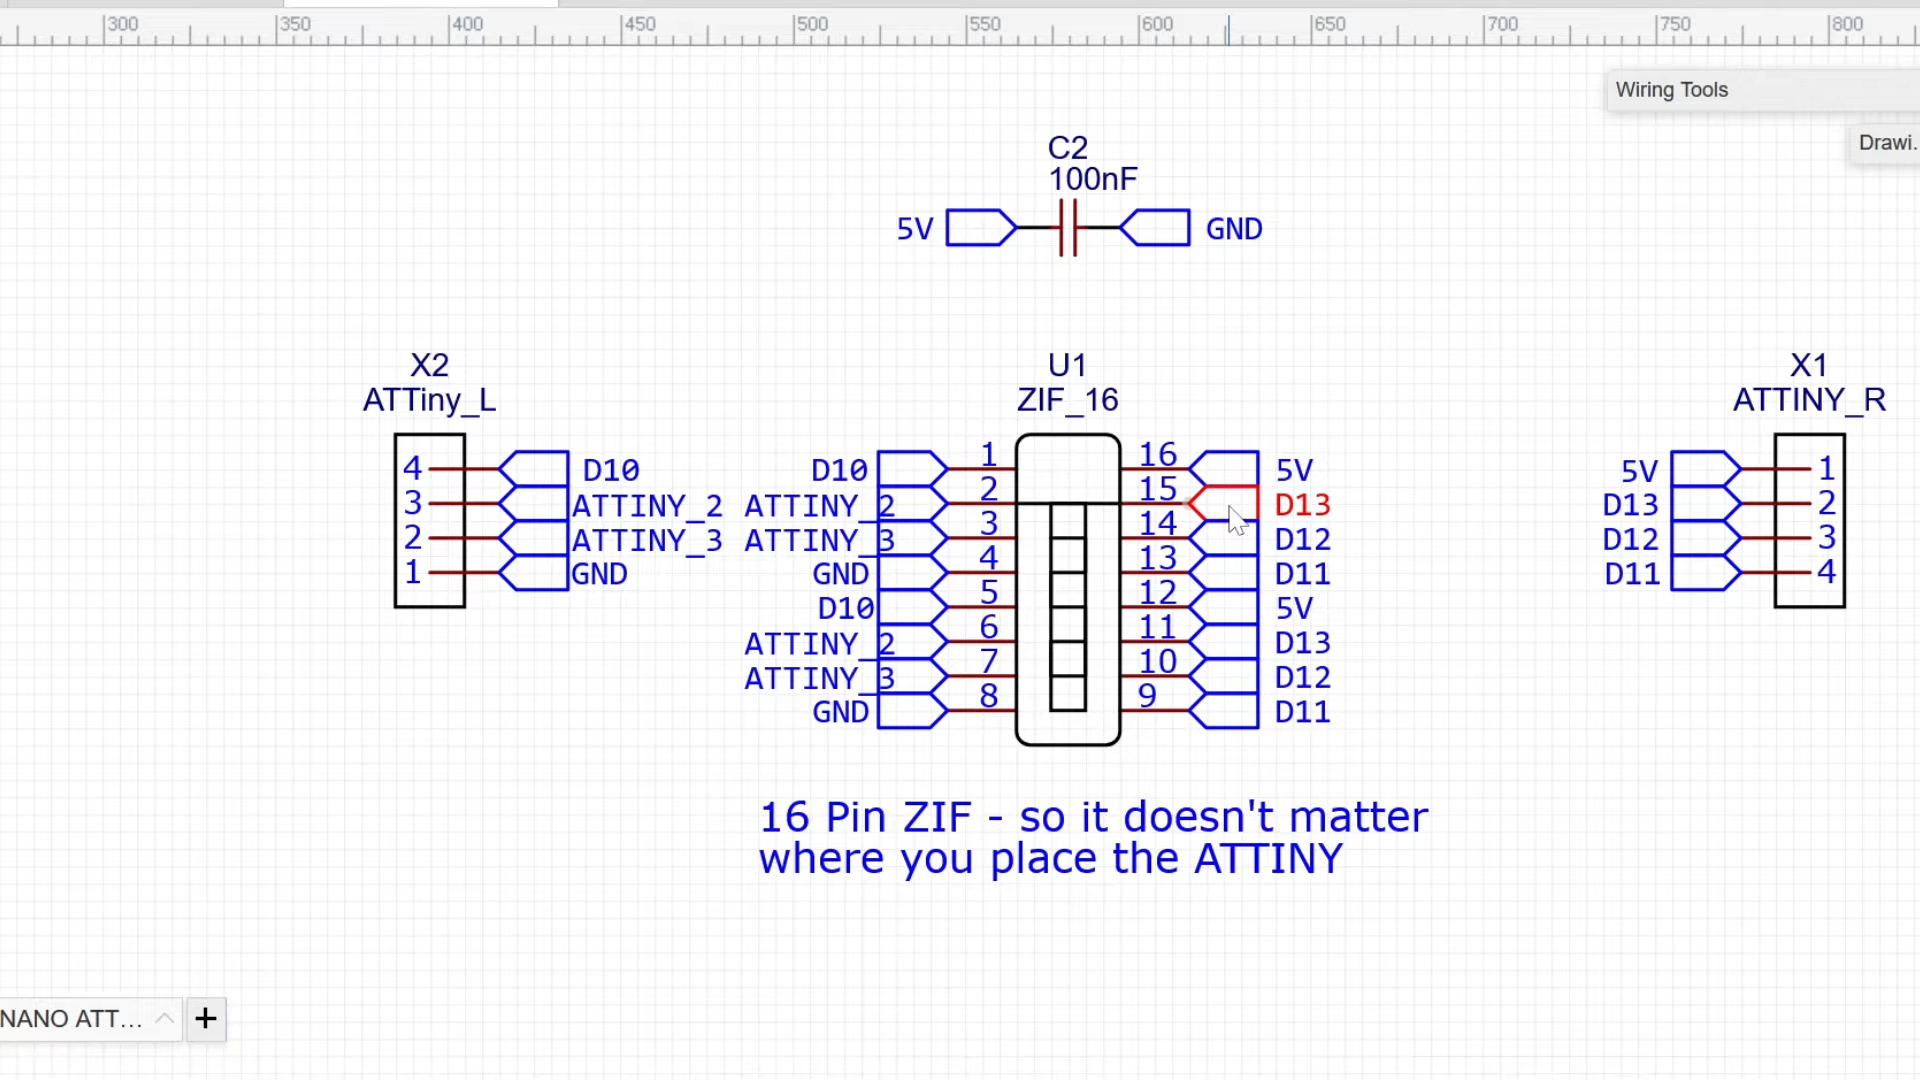 300 350 400 450 500 550 600 650 700 750 800
Wiring Tools
Drawi.
C2
100nF
5V GND
X2
ATTiny_L
4 D10
3 ATTINY_2
2 ATTINY_3
1 GND
U1
ZIF_16
D10 1 16 5V
ATTINY_2 2 15 D13
ATTINY_3 3 14 D12
GND 4 13 D11
D10 5 12 5V
ATTINY_2 6 11 D13
ATTINY_3 7 10 D12
GND 8 9 D11
X1
ATTINY_R
5V 1
D13 2
D12 3
D11 4
16 Pin ZIF - so it doesn't matter
where you place the ATTINY
NANO ATT...